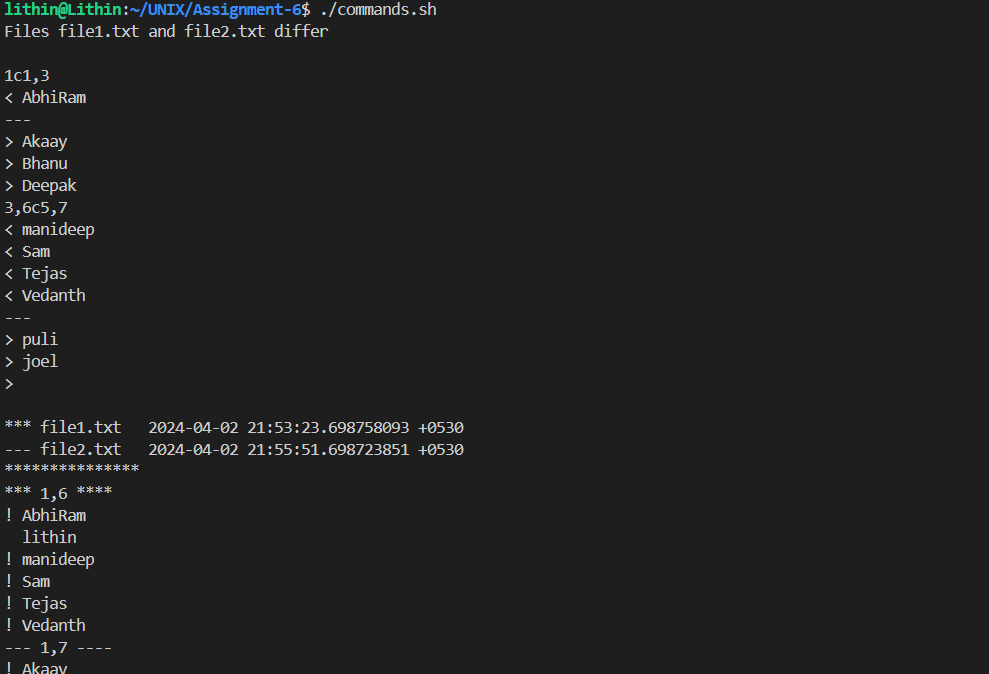 lithin@Lithin:~/UNIX/Assignment-6$ ./commands.sh
Files file1.txt and file2.txt differ
1c1,3
< AbhiRam
---
> Akaay
> Bhanu
> Deepak
3,6c5,7
< manideep
< Sam
< Tejas
< Vedanth
---
> puli
> joel
>
*** file1.txt   2024-04-02 21:53:23.698758093 +0530
--- file2.txt   2024-04-02 21:55:51.698723851 +0530
***************
*** 1,6 ****
! AbhiRam
  lithin
! manideep
! Sam
! Tejas
! Vedanth
--- 1,7 ----
! Akaay